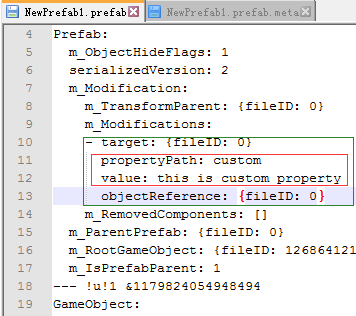 NewPrefab1.prefab NewPrefab1.prefab.meta
4 Prefab:
5 m_ObjectHideFlags: 1
6 serializedVersion: 2
7 m_Modification:
8 m_TransformParent: {fileID: 0}
9 m_Modifications:
10 - target: {fileID: 0}
11 propertyPath: custom
12 value: this is custom property
13 objectReference: {fileID: 0}
14 m_RemovedComponents: []
15 m_ParentPrefab: {fileID: 0}
16 m_RootGameObject: {fileID: 126864121
17 m_IsPrefabParent: 1
18 --- !u!1 &1179824054948494
19 GameObject: